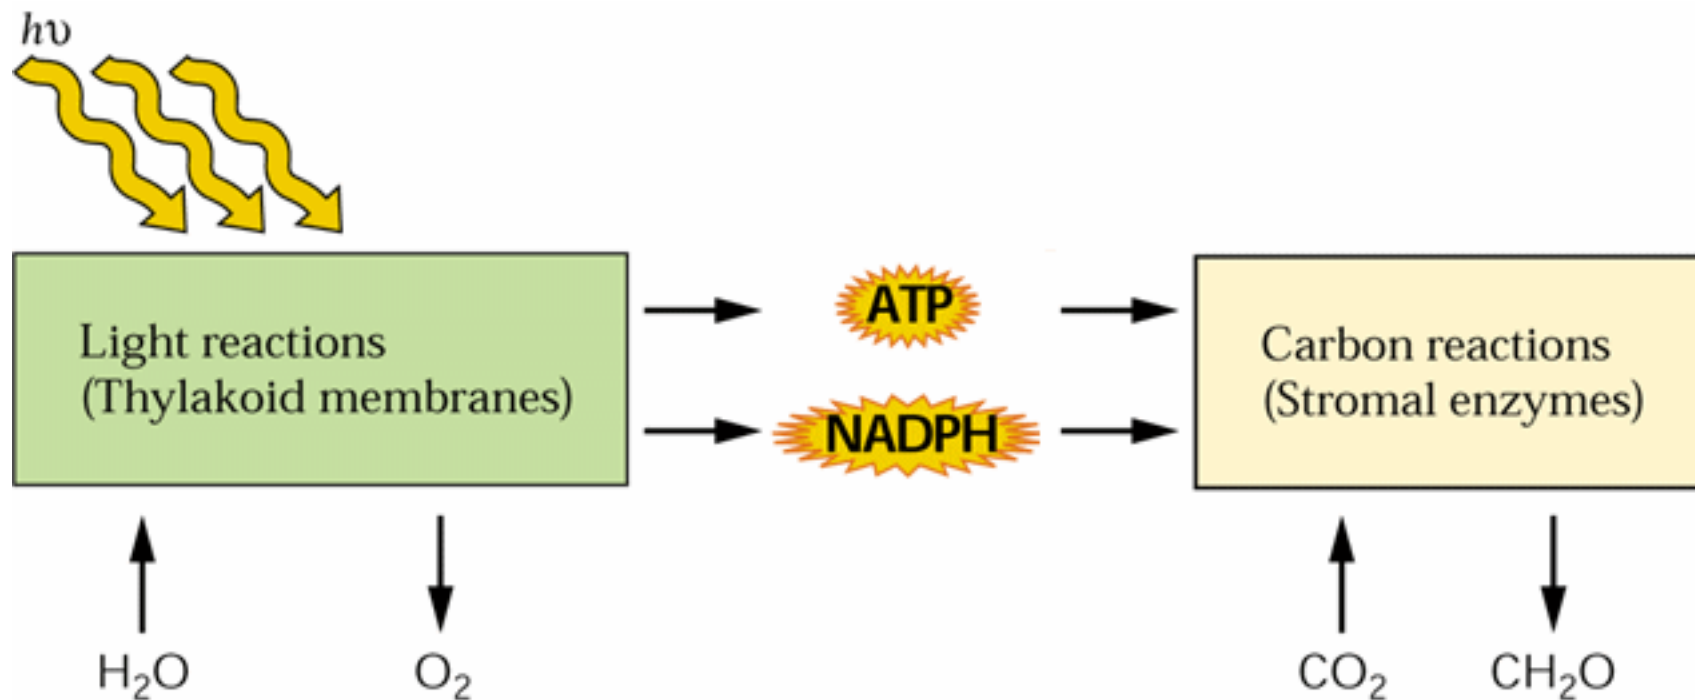 hυ
Light reactions
(Thylakoid membranes)
ATP
NADPH
Carbon reactions
(Stromal enzymes)
H₂O
O₂
CO₂
CH₂O